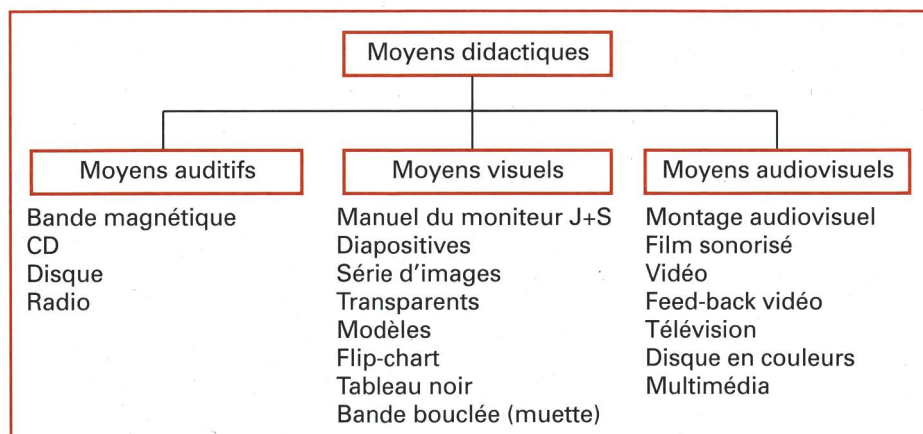 Moyens didactiques
Moyens auditifs
Bande magnétique
CD
Disque
Radio
Moyens visuels
Manuel du moniteur J+S
Diapositives
Série d'images
Transparents
Modèles
Flip-chart
Tableau noir
Bande bouclée (muette)
Moyens audiovisuels
Montage audiovisuel
Film sonorisé
Vidéo
Feed-back vidéo
Télévision
Disque en couleurs
Multimédia